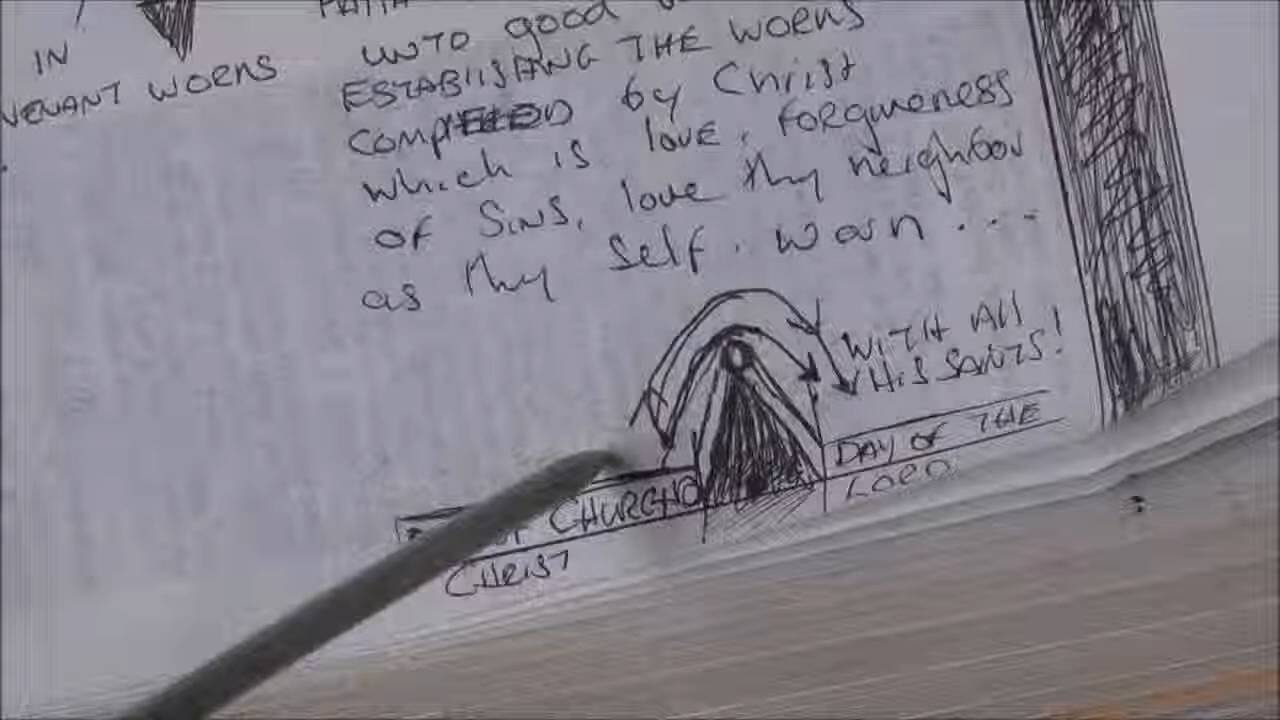 IN
VENANT WORKS
UNTO good
ESTABlISHING THE WORKS
COMPlETED by Christ
which is love, FORgiveness
OF SiNS, love thy neighbour
as thy self. warn ....
WITH All
HIS SAINTS!
DAY OF THE
LORD
CHURCH O
CHRIST